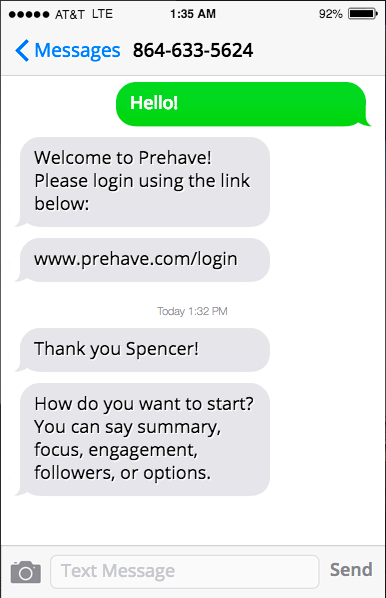 AT&T LTE 1:35 AM 92%
Messages 864-633-5624
Hello!
Welcome to Prehave!
Please login using the link
below:
www.prehave.com/login
Today 1:32 PM
Thank you Spencer!
How do you want to start?
You can say summary,
focus, engagement,
followers, or options.
Text Message Send